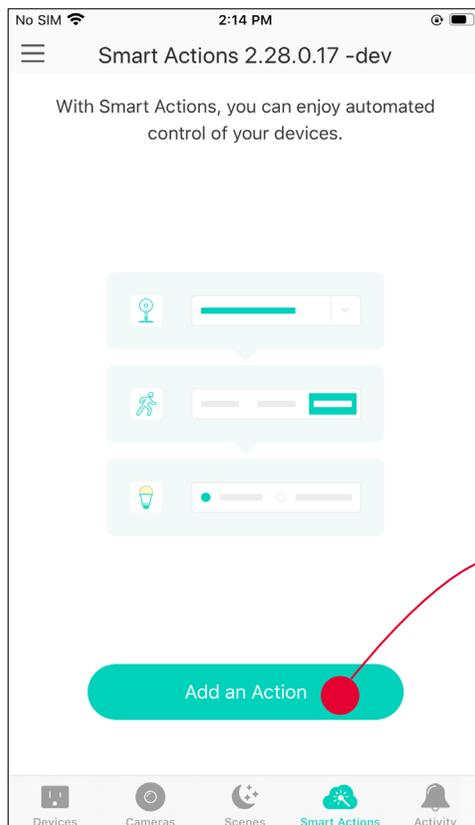 No SIM 2:14 PM
Smart Actions 2.28.0.17 -dev
With Smart Actions, you can enjoy automated
control of your devices.
Add an Action
Devices Cameras Scenes Smart Actions Activity